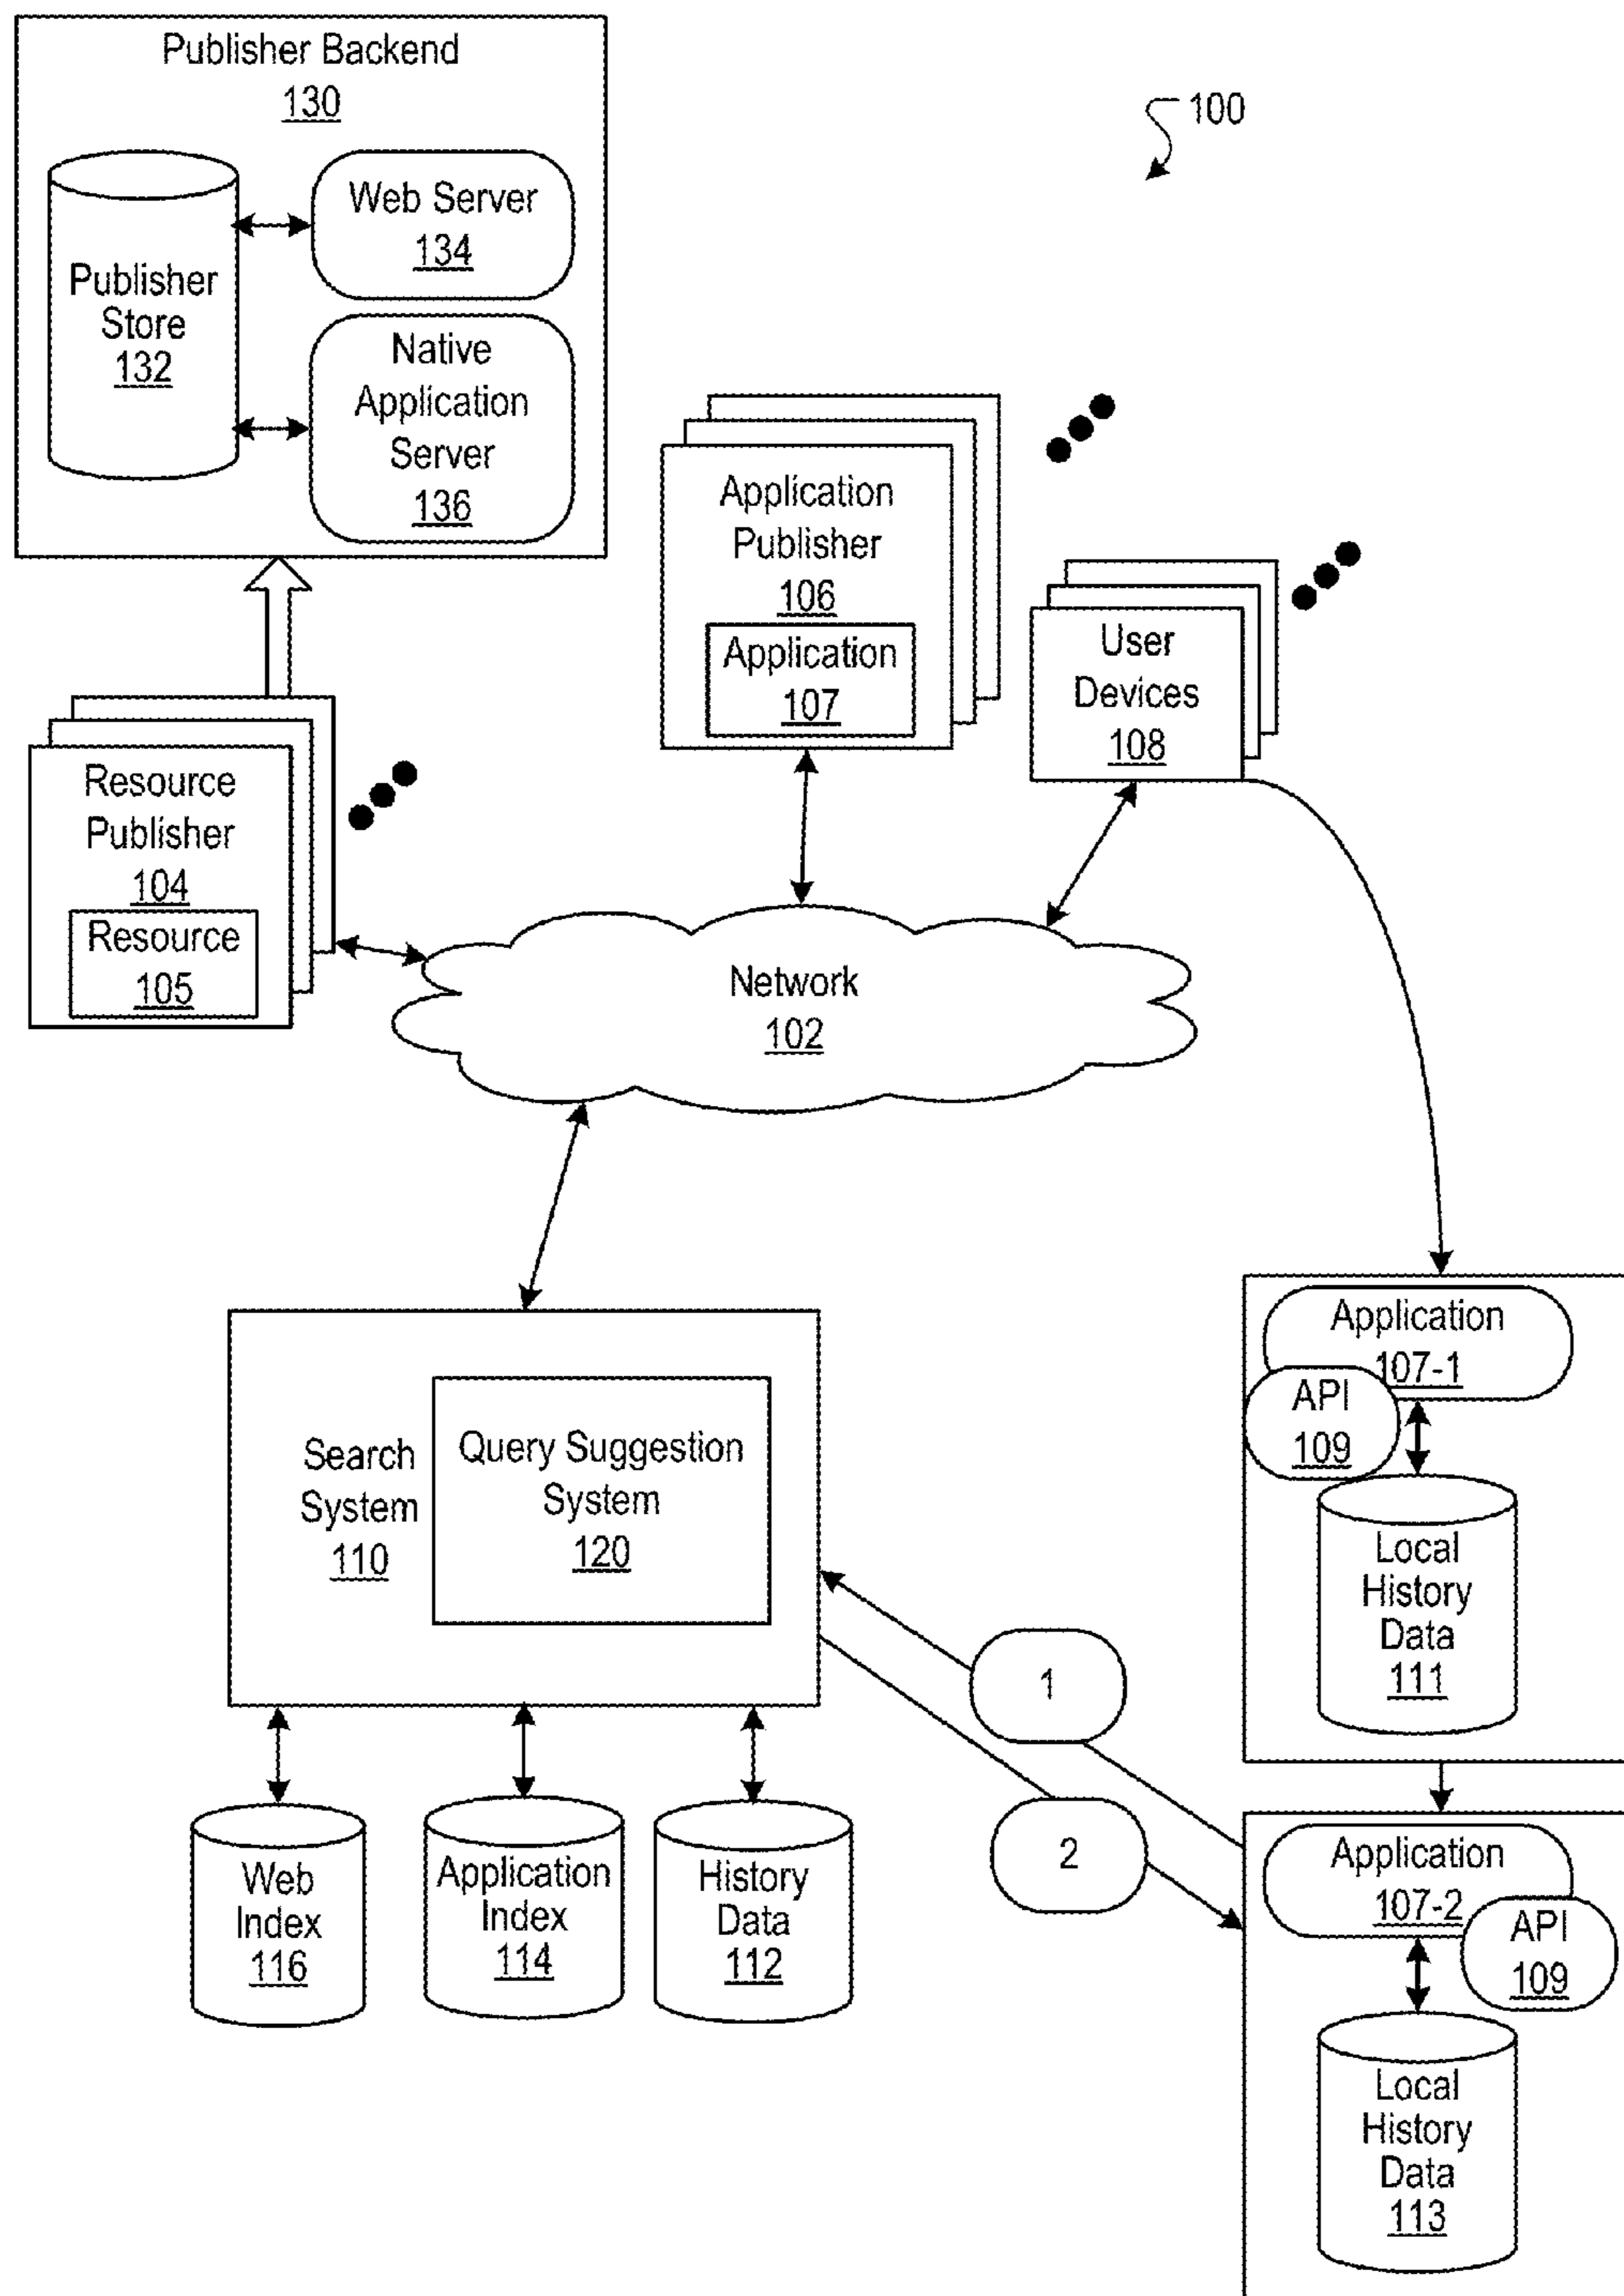 Publisher Backend
130
100
Web Server
134
Publisher
Store
132
Native
Application
Server
136
Application
Publisher
106
Application
107
User
Devices
108
Resource
Publisher
104
Resource
105
Network
102
Search
System
110
Query Suggestion
System
120
Application
107-1
API
109
Local
History
Data
111
1
2
Web
Index
116
Application
Index
114
History
Data
112
Application
107-2
API
109
Local
History
Data
113